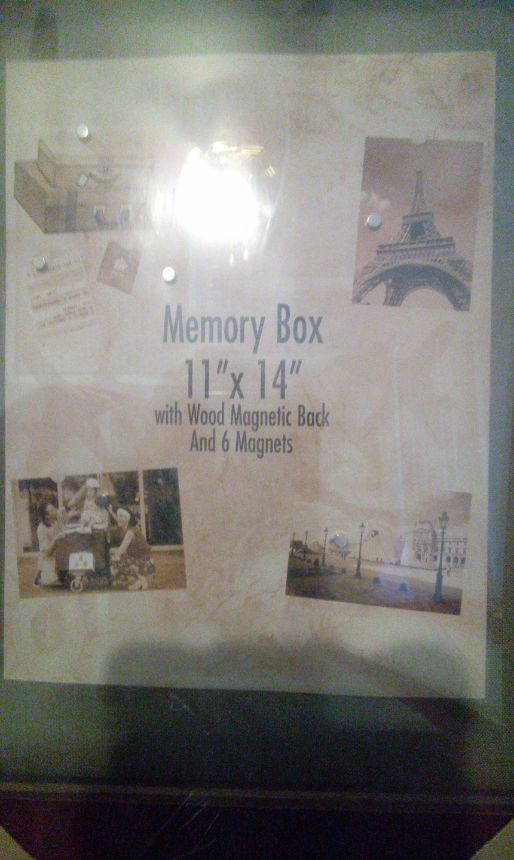 Memory Box
11" x 14"
with Wood Magnetic Back
And 6 Magnets